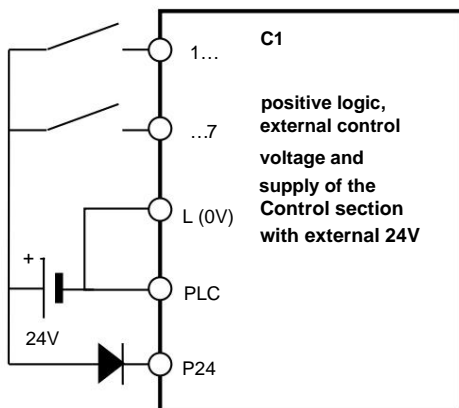 1…
C1
positive logic,
external control
…7
voltage and
supply of the
L (0V)
Control section
with external 24V
+
PLC
24V
P24